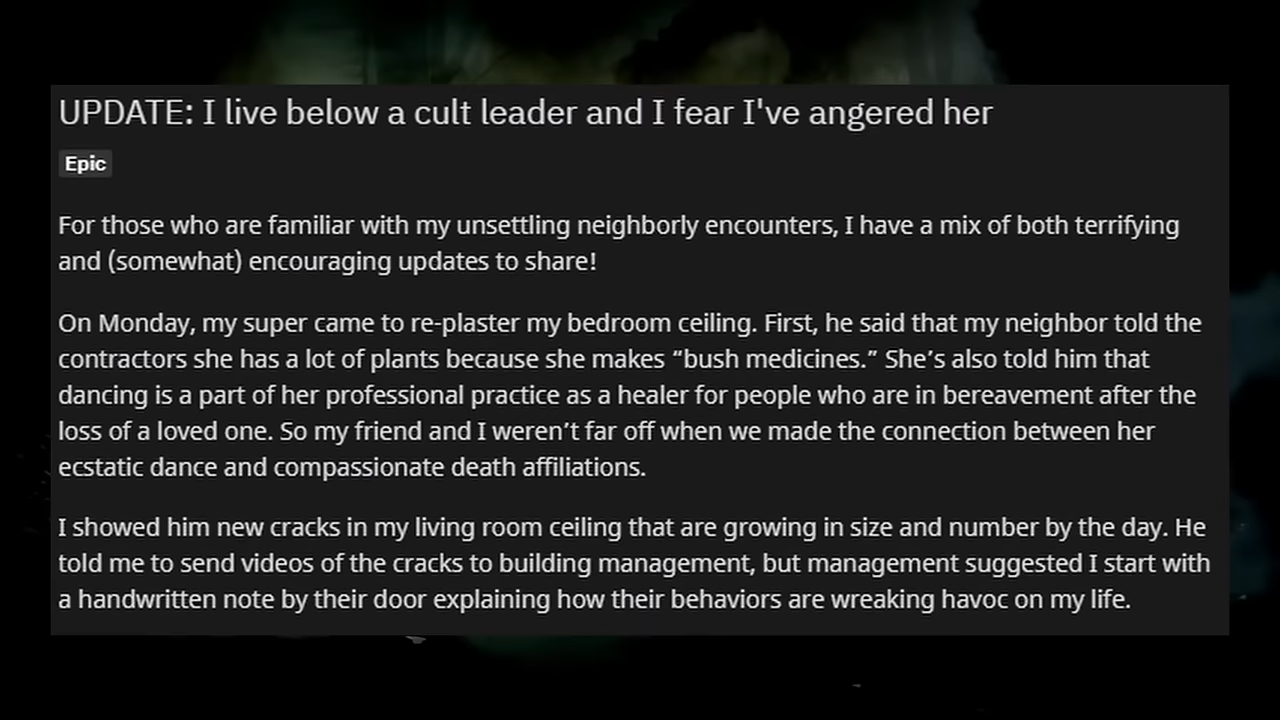 UPDATE: I live below a cult leader and I fear I've angered her
Epic
For those who are familiar with my unsettling neighborly encounters, I have a mix of both terrifying
and (somewhat) encouraging updates to share!
On Monday, my super came to re-plaster my bedroom ceiling. First, he said that my neighbor told the
contractors she has a lot of plants because she makes “bush medicines.” She’s also told him that
dancing is a part of her professional practice as a healer for people who are in bereavement after the
loss of a loved one. So my friend and I weren’t far off when we made the connection between her
ecstatic dance and compassionate death affiliations.
I showed him new cracks in my living room ceiling that are growing in size and number by the day. He
told me to send videos of the cracks to building management, but management suggested I start with
a handwritten note by their door explaining how their behaviors are wreaking havoc on my life.